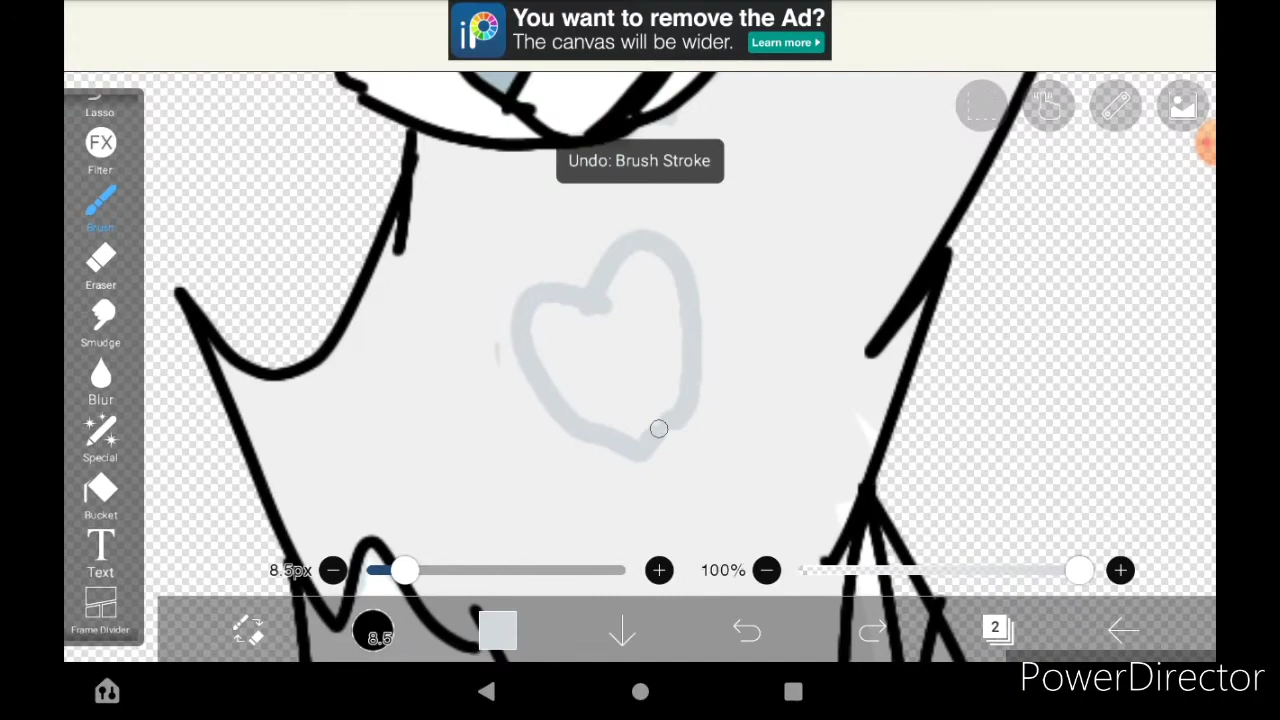 You want to remove the Ad?
iP
The canvas will be wider.
Learn more
Lasso
FX
Filter
Brush
Eraser
Smudge
Blur
Special
Bucket
T
Text
Frame Divider
Undo: Brush Stroke
8.5px
100%
8.5
2
PowerDirector